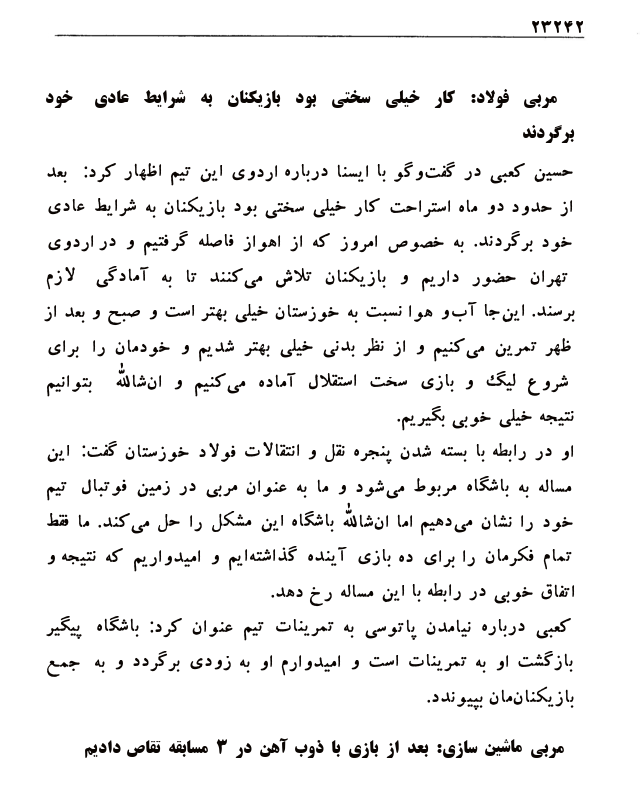 ۲۳۲۴۲
مربی فولاد: کار خیلی سختی بود بازیکنان به شرایط عادی خود
برگردند
حسین کعبی در گفت‌وگو با ایسنا درباره اردوی این تیم اظهار کرد: بعد
از حدود دو ماه استراحت کار خیلی سختی بود بازیکنان به شرایط عادی
خود برگردند. به خصوص امروز که از اهواز فاصله گرفتیم و در اردوی
تهران حضور داریم و بازیکنان تلاش می‌کنند تا به آمادگی لازم
برسند. این‌جا آب‌و هوا نسبت به خوزستان خیلی بهتر است و صبح و بعد از
ظهر تمرین می‌کنیم و از نظر بدنی خیلی بهتر شدیم و خودمان را برای
شروع لیگ و بازی سخت استقلال آماده می‌کنیم و ان‌شالله بتوانیم
نتیجه خیلی خوبی بگیریم.
او در رابطه با بسته شدن پنجره نقل و انتقالات فولاد خوزستان گفت: این
مساله به باشگاه مربوط می‌شود و ما به عنوان مربی در زمین فوتبال تیم
خود را نشان می‌دهیم اما ان‌شالله باشگاه این مشکل را حل می‌کند. ما فقط
تمام فکرمان را برای ده بازی آینده گذاشته‌ایم و امیدواریم که نتیجه و
اتفاق خوبی در رابطه با این مساله رخ دهد.
کعبی درباره نیامدن پاتوسی به تمرینات تیم عنوان کرد: باشگاه پیگیر
بازگشت او به تمرینات است و امیدوارم او به زودی برگردد و به جمع
بازیکنان‌مان بپیوندد.
مربی ماشین سازی: بعد از بازی با ذوب آهن در ۳ مسابقه تقاص دادیم